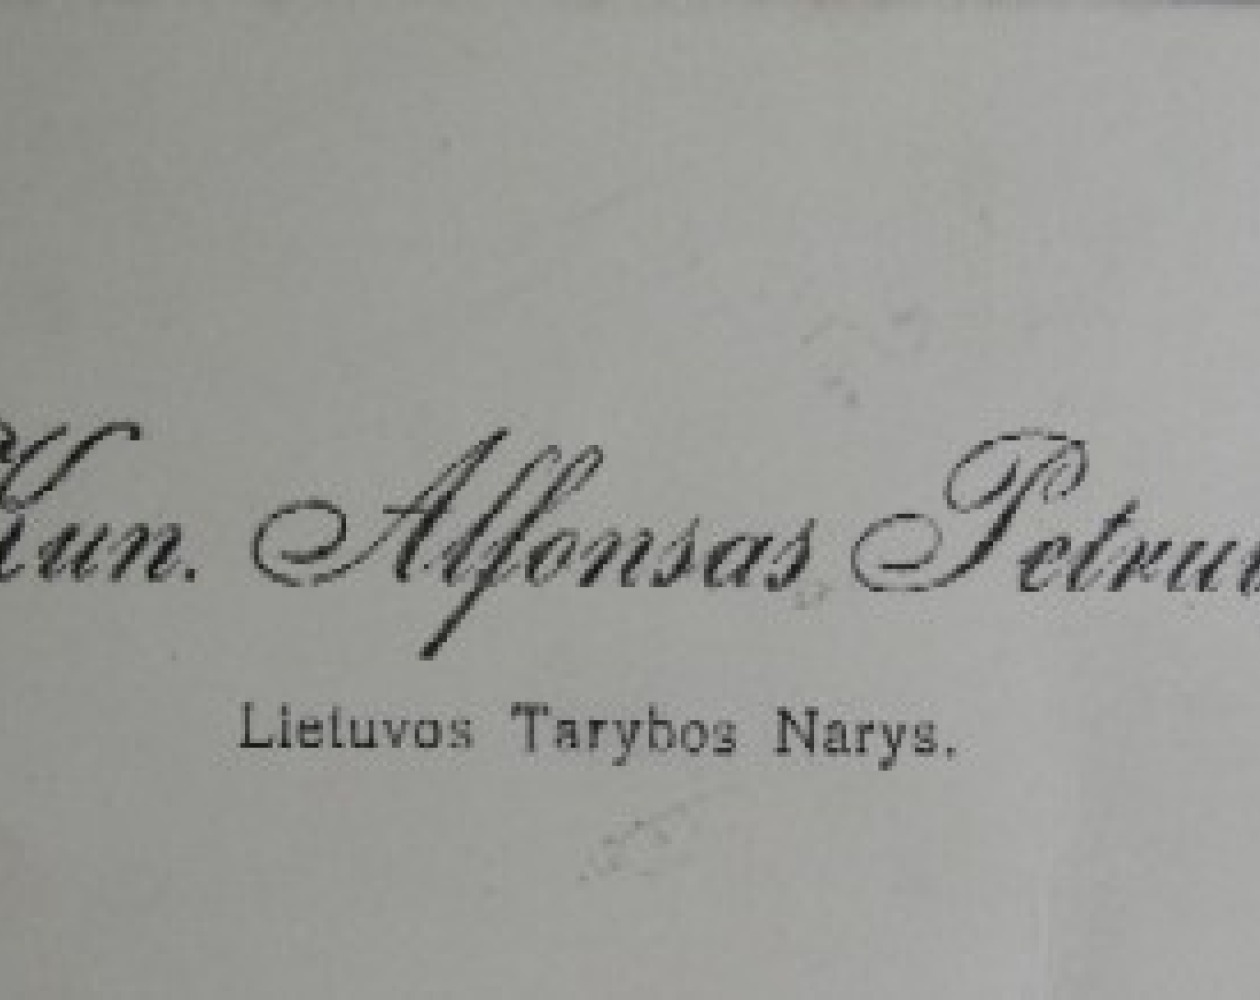 Kun. Alfonsas Petru
Lietuvos Tarybos Narys.